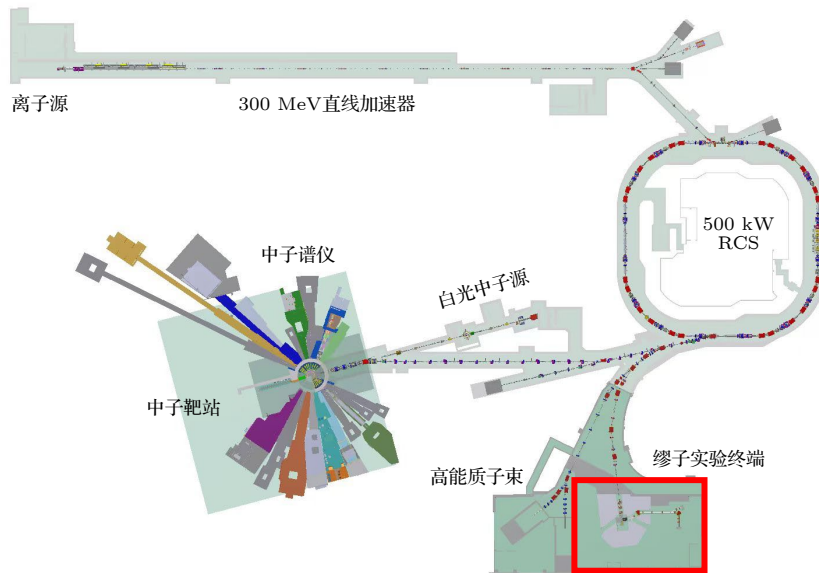 离子源
300 MeV直线加速器
500 kW
RCS
中子谱仪
白光中子源
中子靶站
高能质子束
缪子实验终端